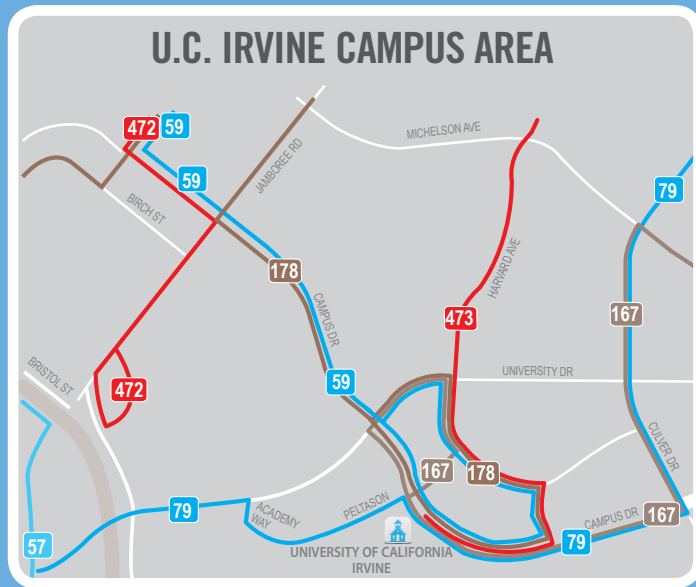 U.C. IRVINE CAMPUS AREA
472
59
MICHELSON AVE
JAMBOREE RD
59
79
BIRCH ST
HARVARD AVE
178
CAMPUS DR
167
473
BRISTOL ST
UNIVERSITY DR
59
472
CULVER DR
167
178
PELTASON
79
ACADEMY
WAY
CAMPUS DR
167
57
UNIVERSITY OF CALIFORNIA
IRVINE
79